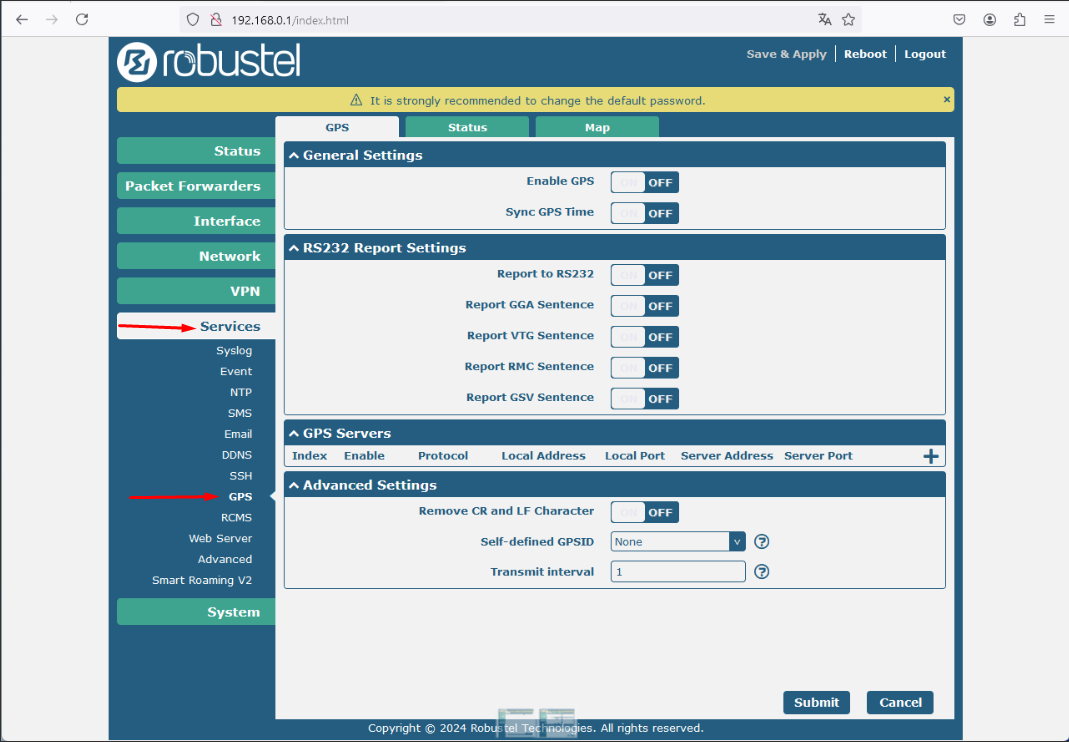 192.168.0.1/index.html
robustel
Save & Apply Reboot Logout
It is strongly recommended to change the default password. ×
GPS Status Map
Status
Packet Forwarders
Interface
Network
VPN
Services
Syslog
Event
NTP
SMS
Email
DDNS
SSH
GPS
RCMS
Web Server
Advanced
Smart Roaming V2
System
General Settings
Enable GPS ON OFF
Sync GPS Time ON OFF
RS232 Report Settings
Report to RS232 ON OFF
Report GGA Sentence ON OFF
Report VTG Sentence ON OFF
Report RMC Sentence ON OFF
Report GSV Sentence ON OFF
GPS Servers
Index Enable Protocol Local Address Local Port Server Address Server Port
Advanced Settings
Remove CR and LF Character ON OFF
Self-defined GPSID None v ?
Transmit interval 1 ?
Submit Cancel
Copyright © 2024 Robustel Technologies. All rights reserved.